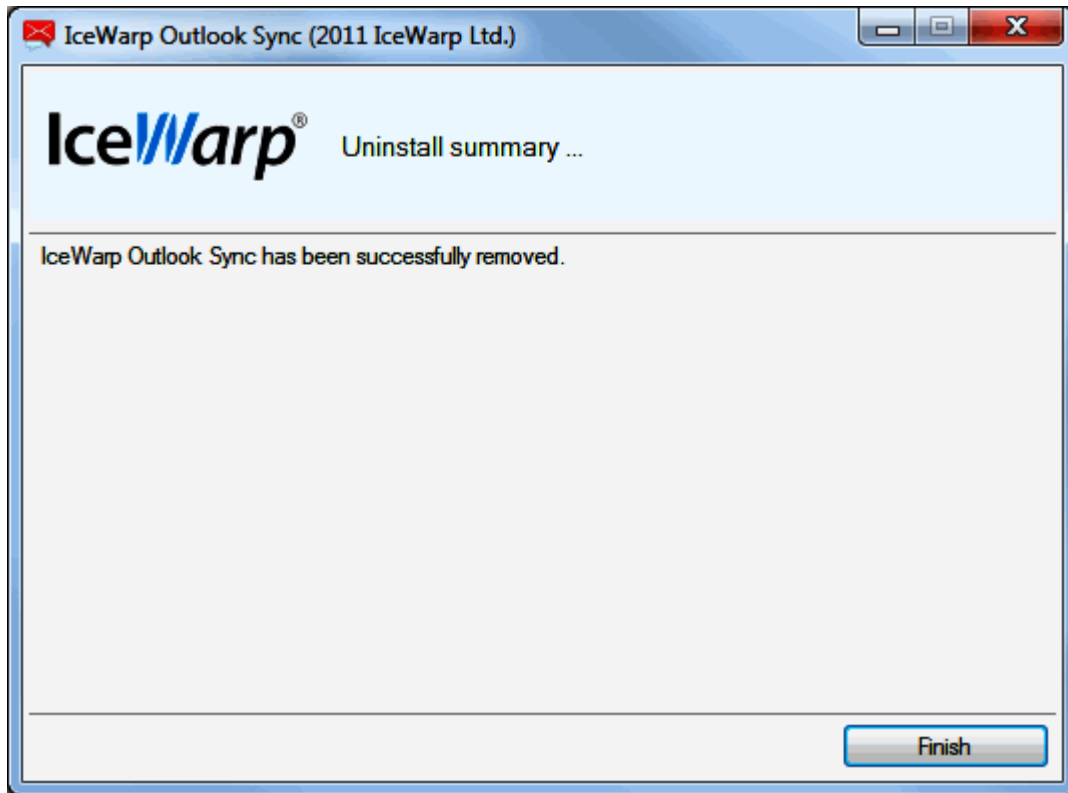 IceWarp Outlook Sync (2011 IceWarp Ltd.)
IceWarp® Uninstall summary ...
IceWarp Outlook Sync has been successfully removed.
Finish